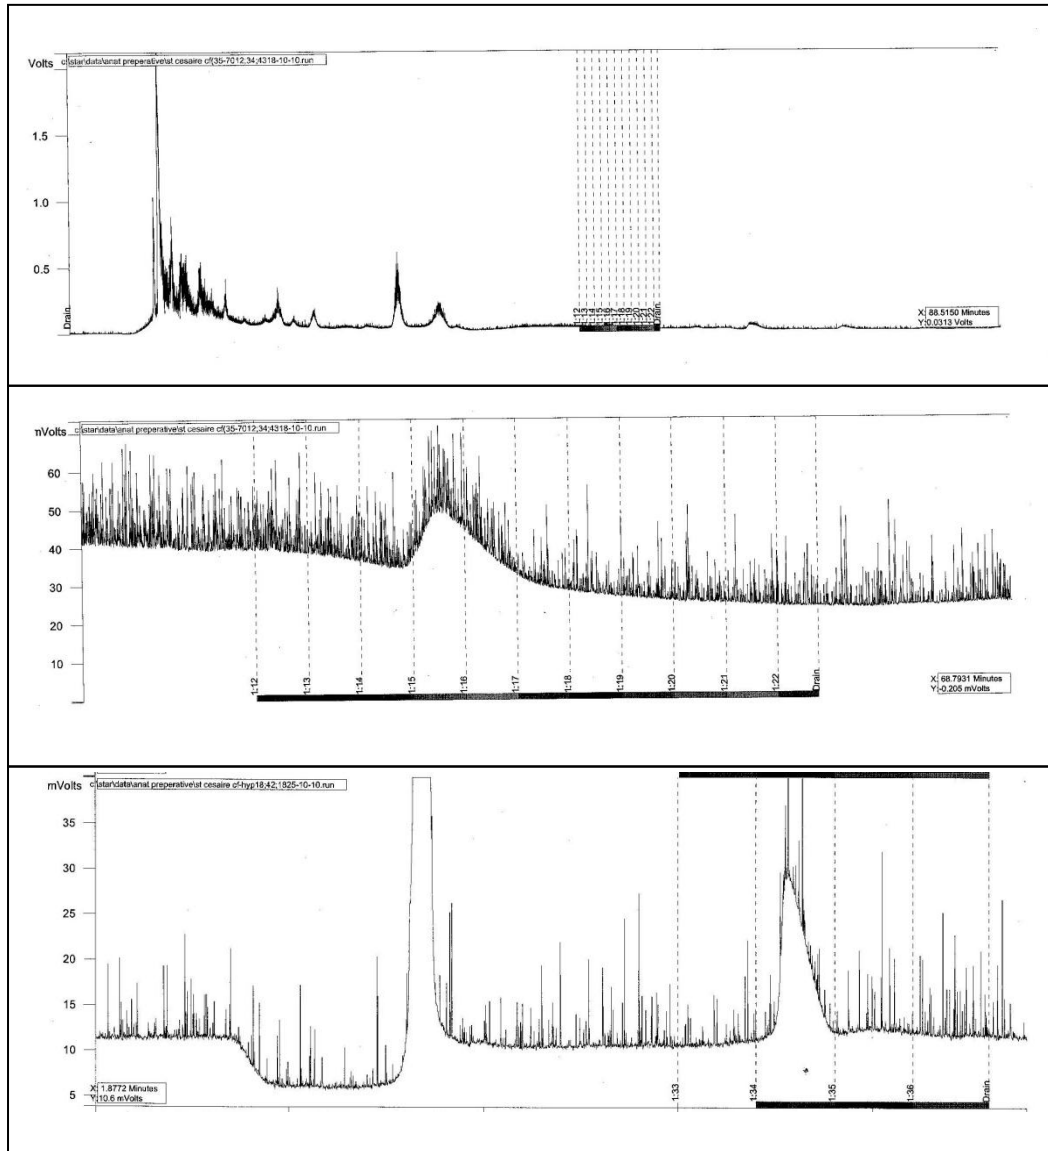 Volts
c:\star\data\anat preperative\st cesaire cf(35-7012;34;4318-10-10.run
1.5
1.0
0.5
Drain.
1:12
1:13
1:14
1:15
1:16
1:17
1:18
1:19
1:20
1:21
1:22
Drain.
X: 88.5150 Minutes
Y:0.0313 Volts
mVolts
c:\star\data\anat preperative\st cesaire cf(35-7012;34;4318-10-10.run
60
50
40
30
20
10
1:12
1:13
1:14
1:15
1:16
1:17
1:18
1:19
1:20
1:21
1:22
Drain.
X: 68.7931 Minutes
Y:-0.205 mVolts
mVolts
c:\star\data\anat preperative\st cesaire cf-hyp18;42;1825-10-10.run
35
30
25
20
15
10
5
X: 1.8772 Minutes
Y:10.6 mVolts
1:33
1:34
1:35
1:36
Drain.